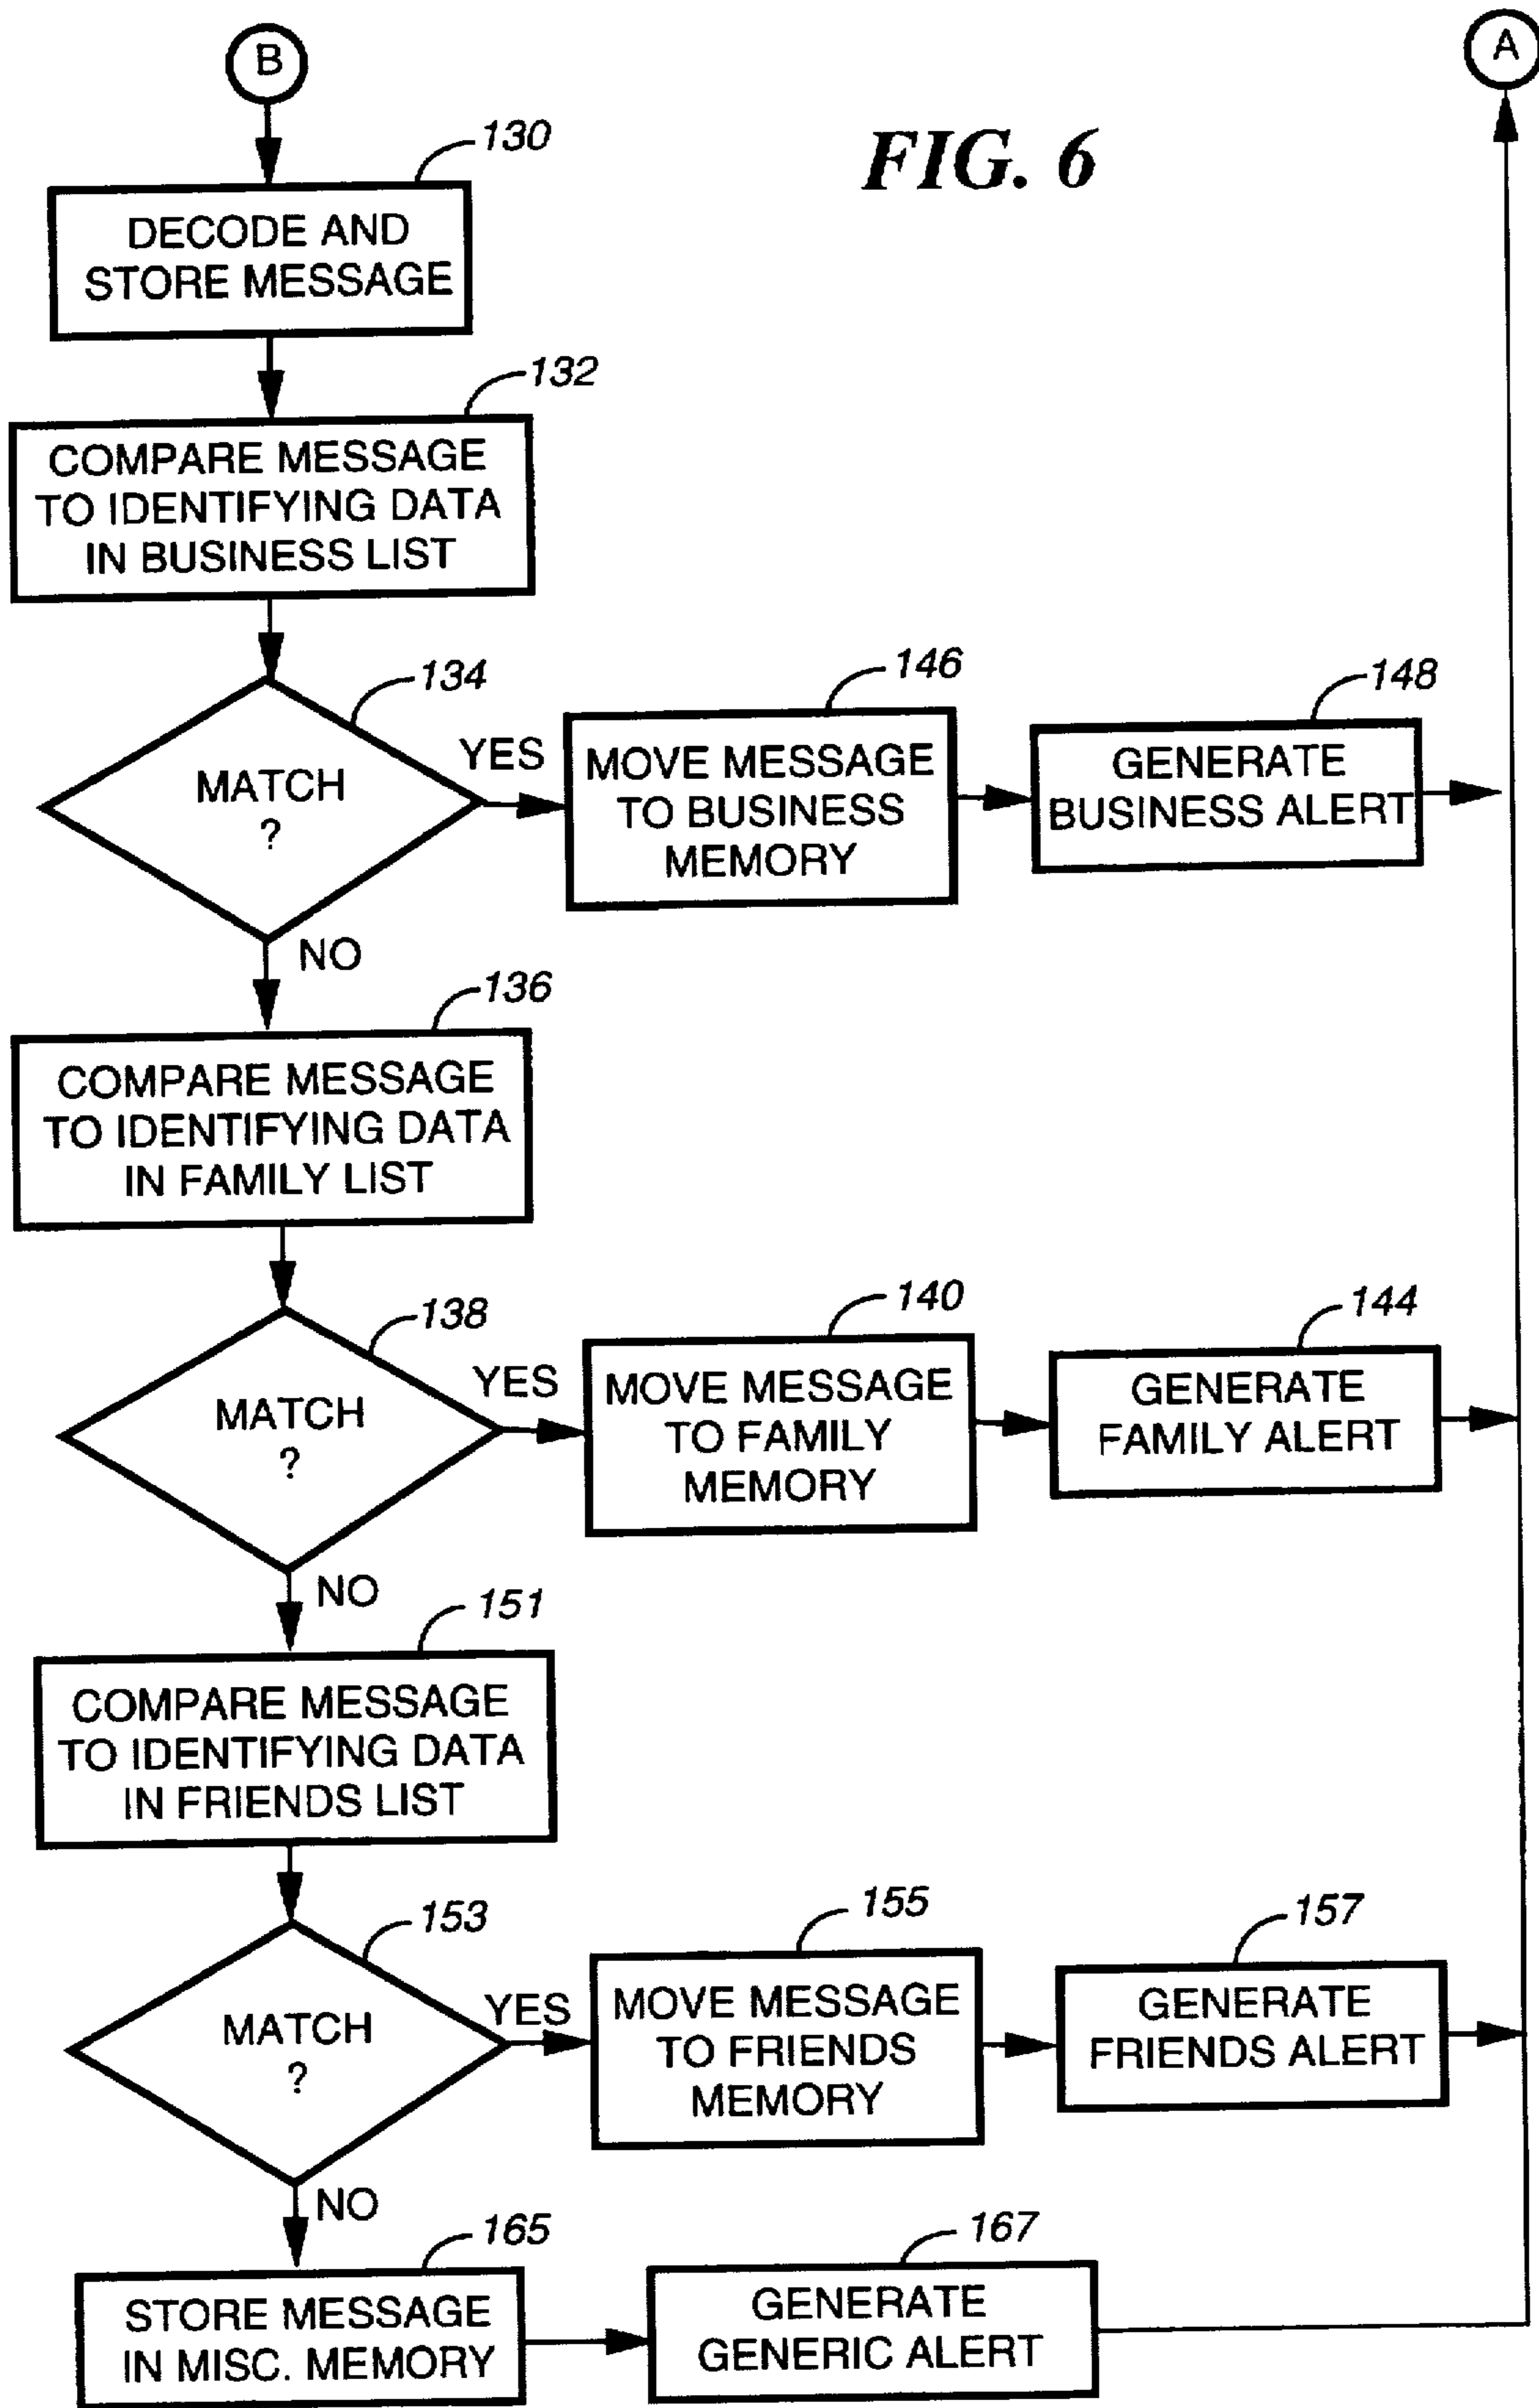 B
A
FIG. 6
130
DECODE AND
STORE MESSAGE
132
COMPARE MESSAGE
TO IDENTIFYING DATA
IN BUSINESS LIST
134
MATCH
?
YES
146
MOVE MESSAGE
TO BUSINESS
MEMORY
148
GENERATE
BUSINESS ALERT
NO
136
COMPARE MESSAGE
TO IDENTIFYING DATA
IN FAMILY LIST
138
MATCH
?
YES
140
MOVE MESSAGE
TO FAMILY
MEMORY
144
GENERATE
FAMILY ALERT
NO
151
COMPARE MESSAGE
TO IDENTIFYING DATA
IN FRIENDS LIST
153
MATCH
?
YES
155
MOVE MESSAGE
TO FRIENDS
MEMORY
157
GENERATE
FRIENDS ALERT
NO
165
STORE MESSAGE
IN MISC. MEMORY
167
GENERATE
GENERIC ALERT